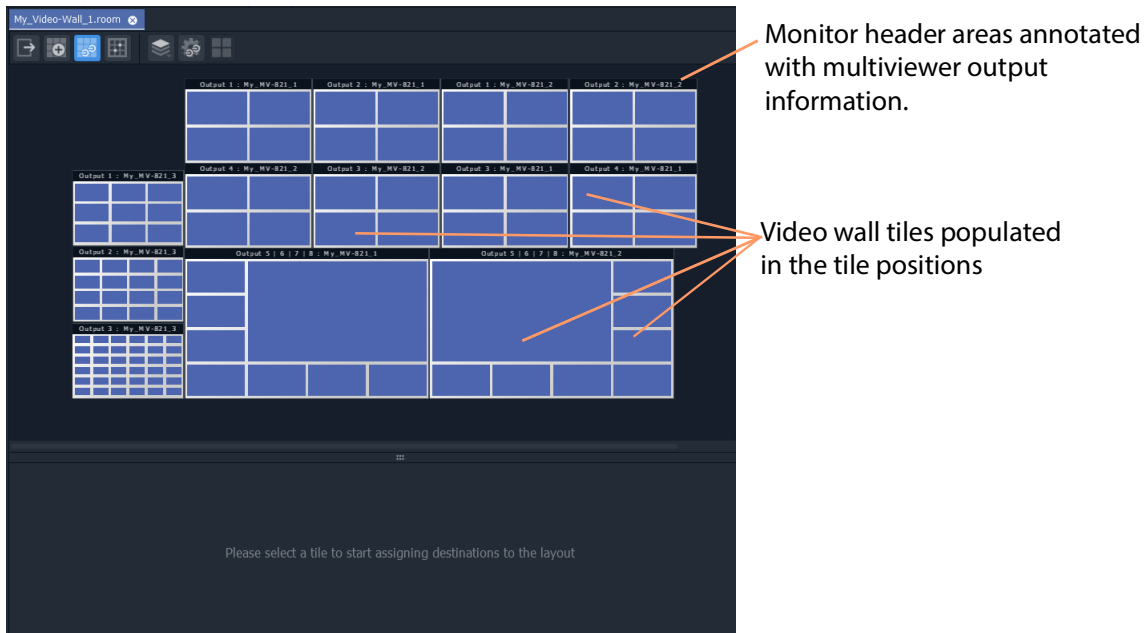 My_Video-Wall_1.room
Monitor header areas annotated
with multiviewer output
information.
Output 1 : My_MV-821_1
Output 2 : My_MV-821_1
Output 1 : My_MV-821_2
Output 2 : My_MV-821_2
Output 4 : My_MV-821_2
Output 3 : My_MV-821_2
Output 3 : My_MV-821_1
Output 4 : My_MV-821_1
Output 1 : My_MV-821_3
Video wall tiles populated
in the tile positions
Output 2 : My_MV-821_3
Output 5 | 6 | 7 | 8 : My_MV-821_1
Output 5 | 6 | 7 | 8 : My_MV-821_2
Output 3 : My_MV-821_3
Please select a tile to start assigning destinations to the layout